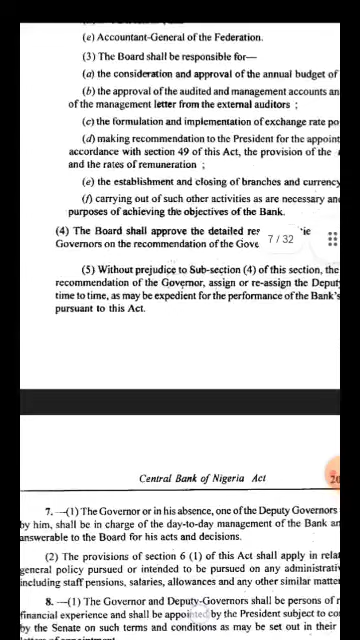 (e) Accountant-General of the Federation.
(3) The Board shall be responsible for—
(a) the consideration and approval of the annual budget of
(b) the approval of the audited and management accounts an
of the management letter from the external auditors ;
(c) the formulation and implementation of exchange rate po
(d) making recommendation to the President for the appoint
accordance with section 49 of this Act, the provision of the
and the rates of remuneration ;
(e) the establishment and closing of branches and currency
(f) carrying out of such other activities as are necessary an
purposes of achieving the objectives of the Bank.
(4) The Board shall approve the detailed
Governors on the recommendation of the Gove
7 / 32
(5) Without prejudice to Sub-section (4) of this section, the
recommendation of the Governor, assign or re-assign the Deput
time to time, as may be expedient for the performance of the Bank's
pursuant to this Act.
Central Bank of Nigeria Act
20
7. —(1) The Governor or in his absence, one of the Deputy Governors
by him, shall be in charge of the day-to-day management of the Bank an
answerable to the Board for his acts and decisions.
(2) The provisions of section 6 (1) of this Act shall apply in rela
general policy pursued or intended to be pursued on any administrati
including staff pensions, salaries, allowances and any other similar matte
8. —(1) The Governor and Deputy-Governors shall be persons of r
financial experience and shall be appointed by the President subject to co
by the Senate on such terms and conditions as may be set out in their